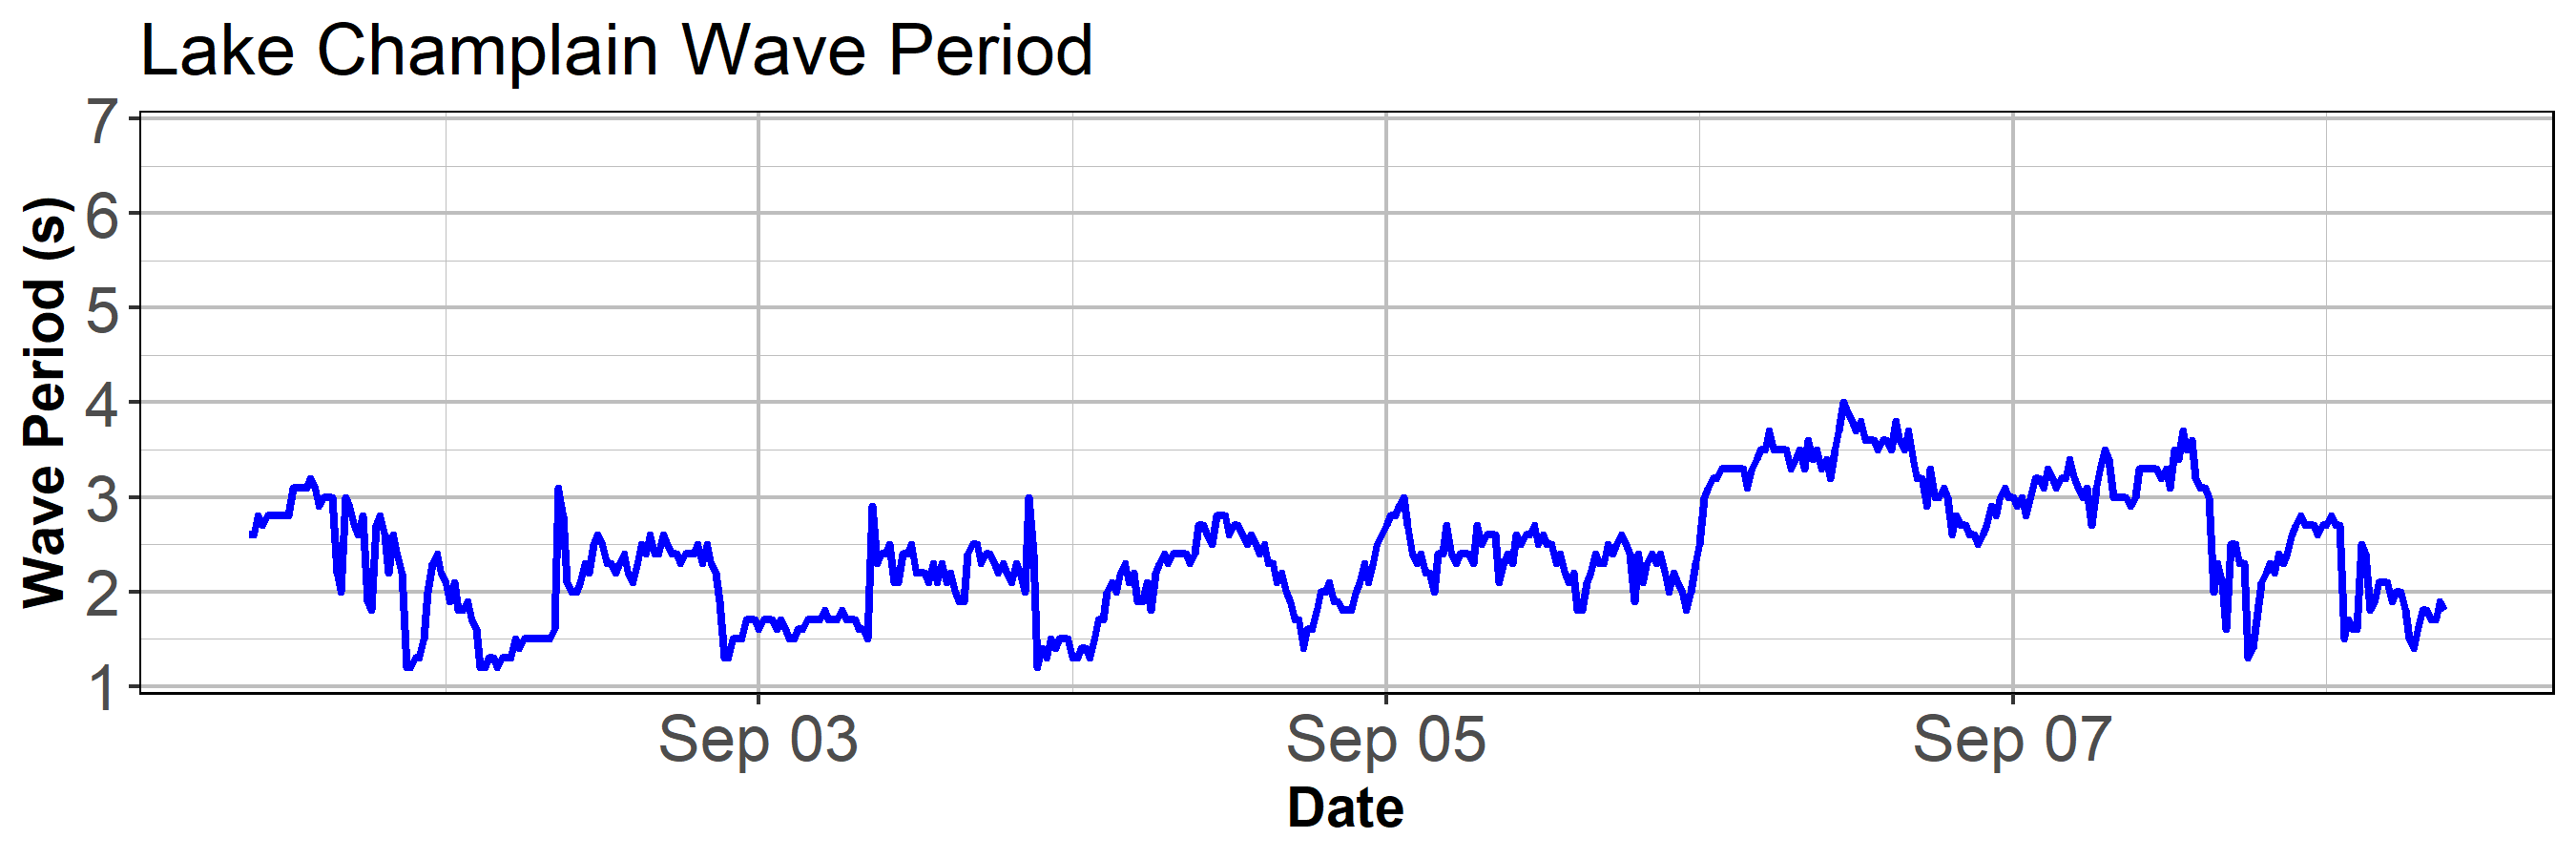 Lake Champlain Wave Period
Wave Period (s)
7
6
5
4
3
2
1
Sep 03
Sep 05
Sep 07
Date